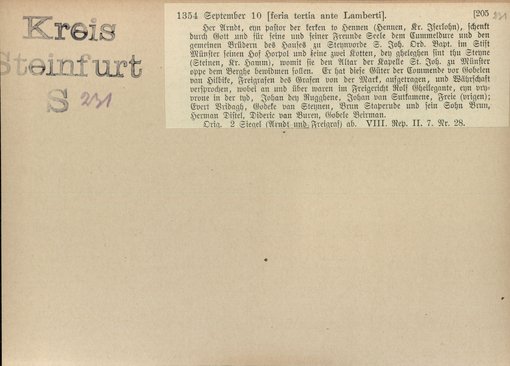 Kreis
Steinfurt
S 231
1354 September 10 [feria tertia ante Lamberti]. [205 231
Her Arndt, eyn pastor der kerken to Hennen (Hennen, Kr. Iserlohn), schenkt
durch Gott und für seine und seiner Freunde Seele dem Cummeldure und den
gemeinen Brüdern des Hauses to Steynvorde S. Joh. Ord. Bapt. im Stift
Münster seinen Hof Horpol und seine zwei Kotten, dey gheleghen sint thu Steyne
(Steinen, Kr. Hamm), womit sie den Altar der Kapelle St. Joh. zu Münster
oppe dem Berghe bewidmen sollen. Er hat diese Güter der Commende vor Gobelen
van Hilbike, Freigrafen des Grafen von der Mark, aufgetragen, und Währschaft
versprochen, wobei an und über waren im Freigericht Rolf Ghellegante, eyn vry-
vrone in der tyd, Johan dey Rugghene, Johan van Sutkamene, Freie (vrigen);
Evert Vridagh, Godeke van Steynen, Brun Staperude und sein Sohn Brun,
Herman Distel, Dideric van Buren, Gobele Veirman.
Orig. 2 Siegel (Arndt und Freigraf) ab. VIII. Rep. II. 7. Nr. 28.